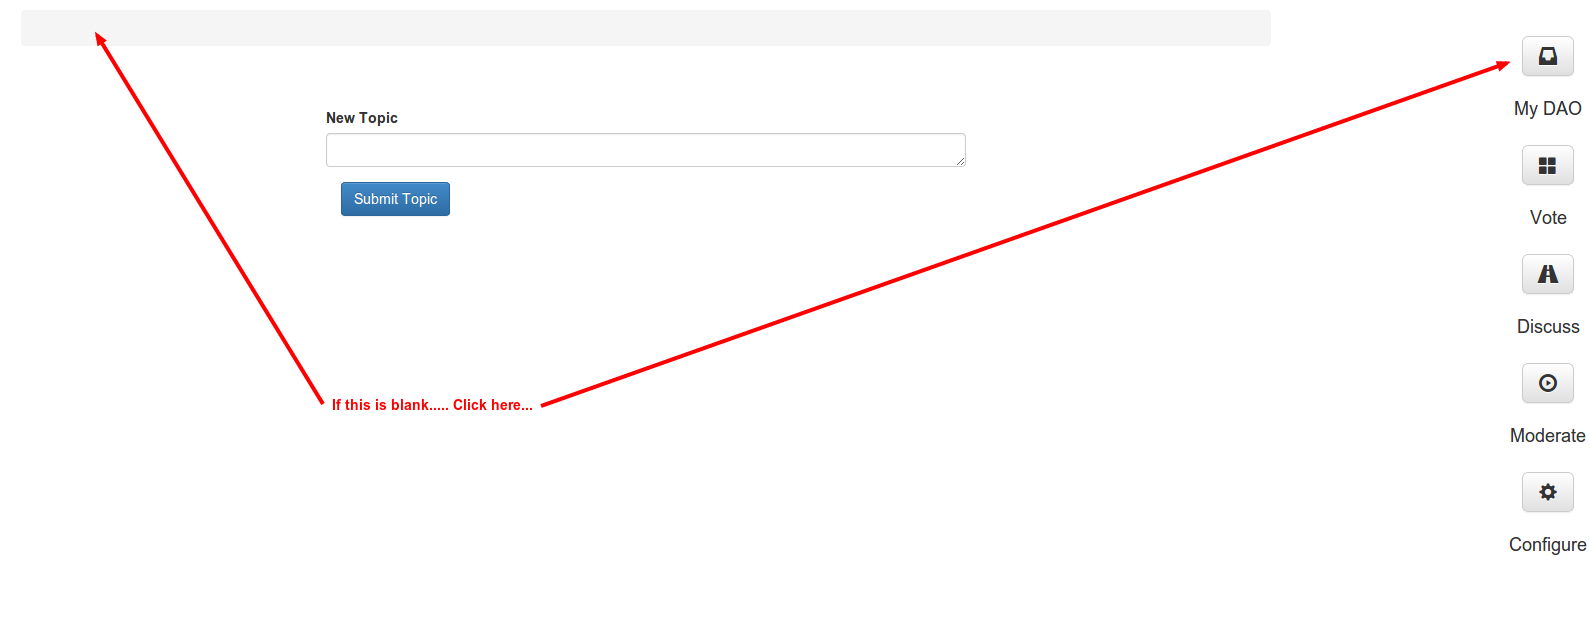 New Topic
Submit Topic
If this is blank..... Click here...
My DAO
Vote
Discuss
Moderate
Configure